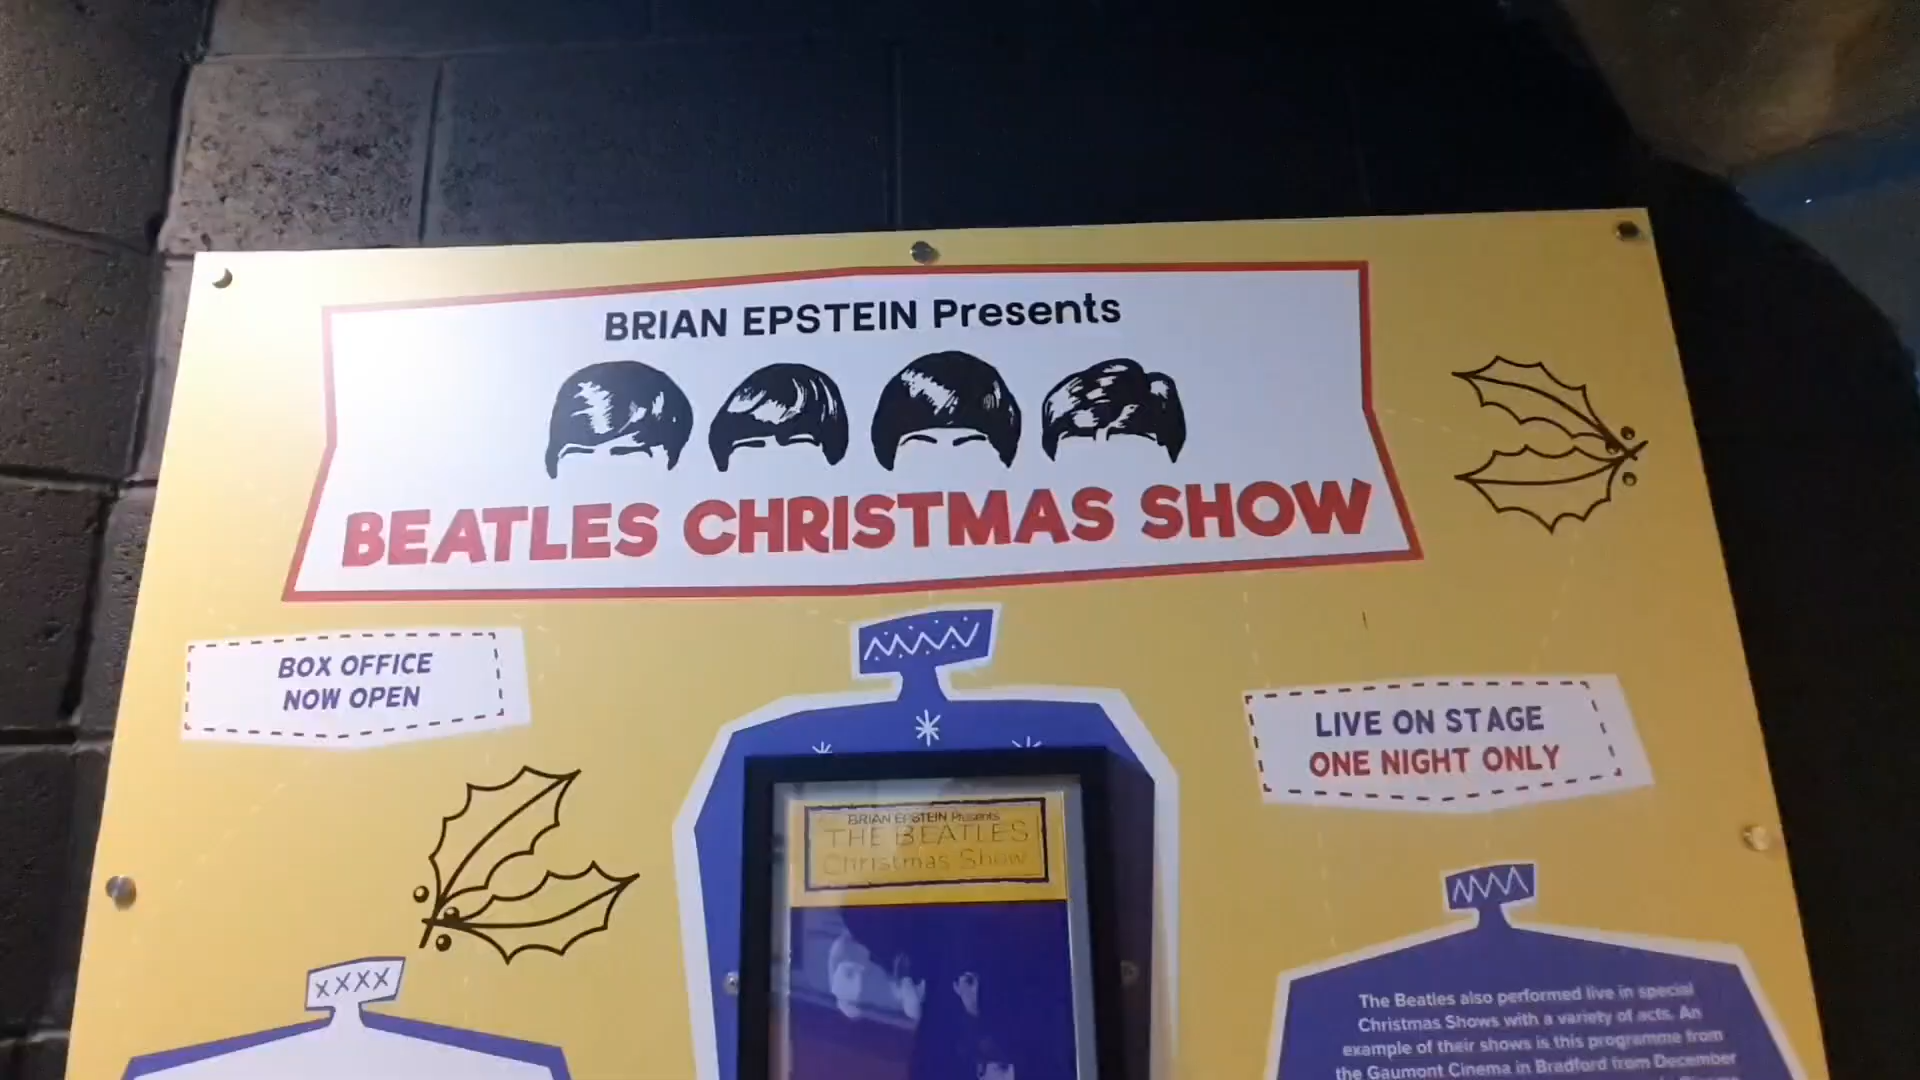 BRIAN EPSTEIN Presents
BEATLES CHRISTMAS SHOW
BOX OFFICE
NOW OPEN
LIVE ON STAGE
ONE NIGHT ONLY
BRIAN EPSTEIN Presents
THE BEATLES
Christmas Show
XXXX
The Beatles also performed live in special
Christmas Shows with a variety of acts. An
example of their shows is this programme from
the Gaumont Cinema in Bradford from December